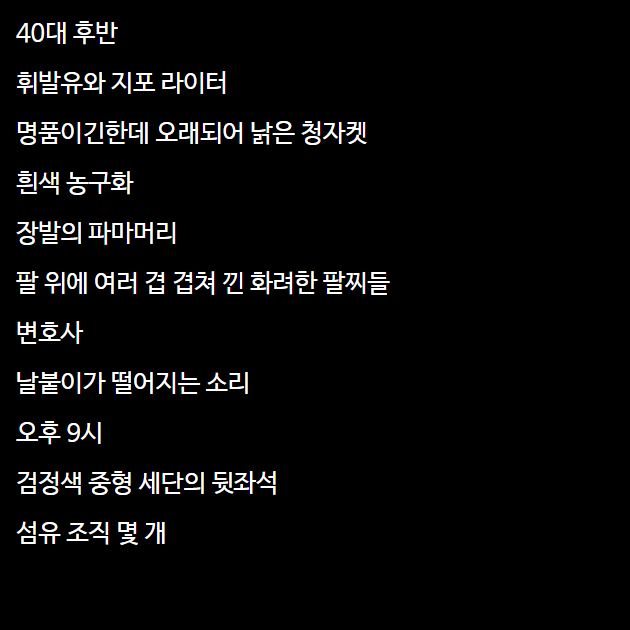 40대 후반
휘발유와 지포 라이터
명품이긴한데 오래되어 낡은 청자켓
흰색 농구화
장발의 파마머리
팔 위에 여러 겹 겹쳐 낀 화려한 팔찌들
변호사
날붙이가 떨어지는 소리
오후 9시
검정색 중형 세단의 뒷좌석
섬유 조직 몇 개